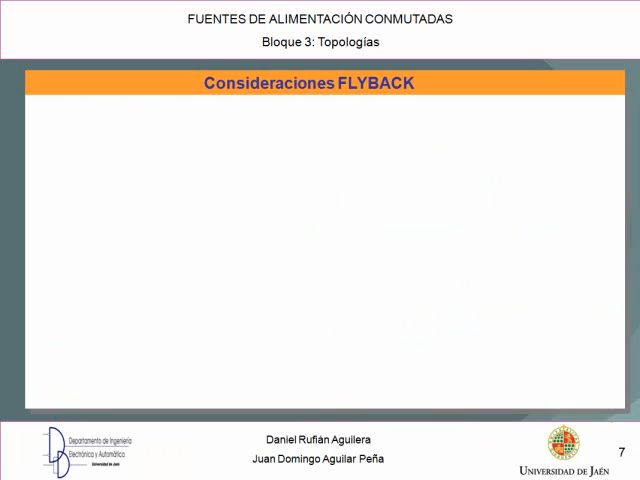 FUENTES DE ALIMENTACIÓN CONMUTADAS
Bloque 3: Topologías
Consideraciones FLYBACK
Departamento de Ingeniería
Electrónica y Automática
Universidad de Jaén
Daniel Rufián Aguilera
Juan Domingo Aguilar Peña
UNIVERSIDAD DE JAÉN
7